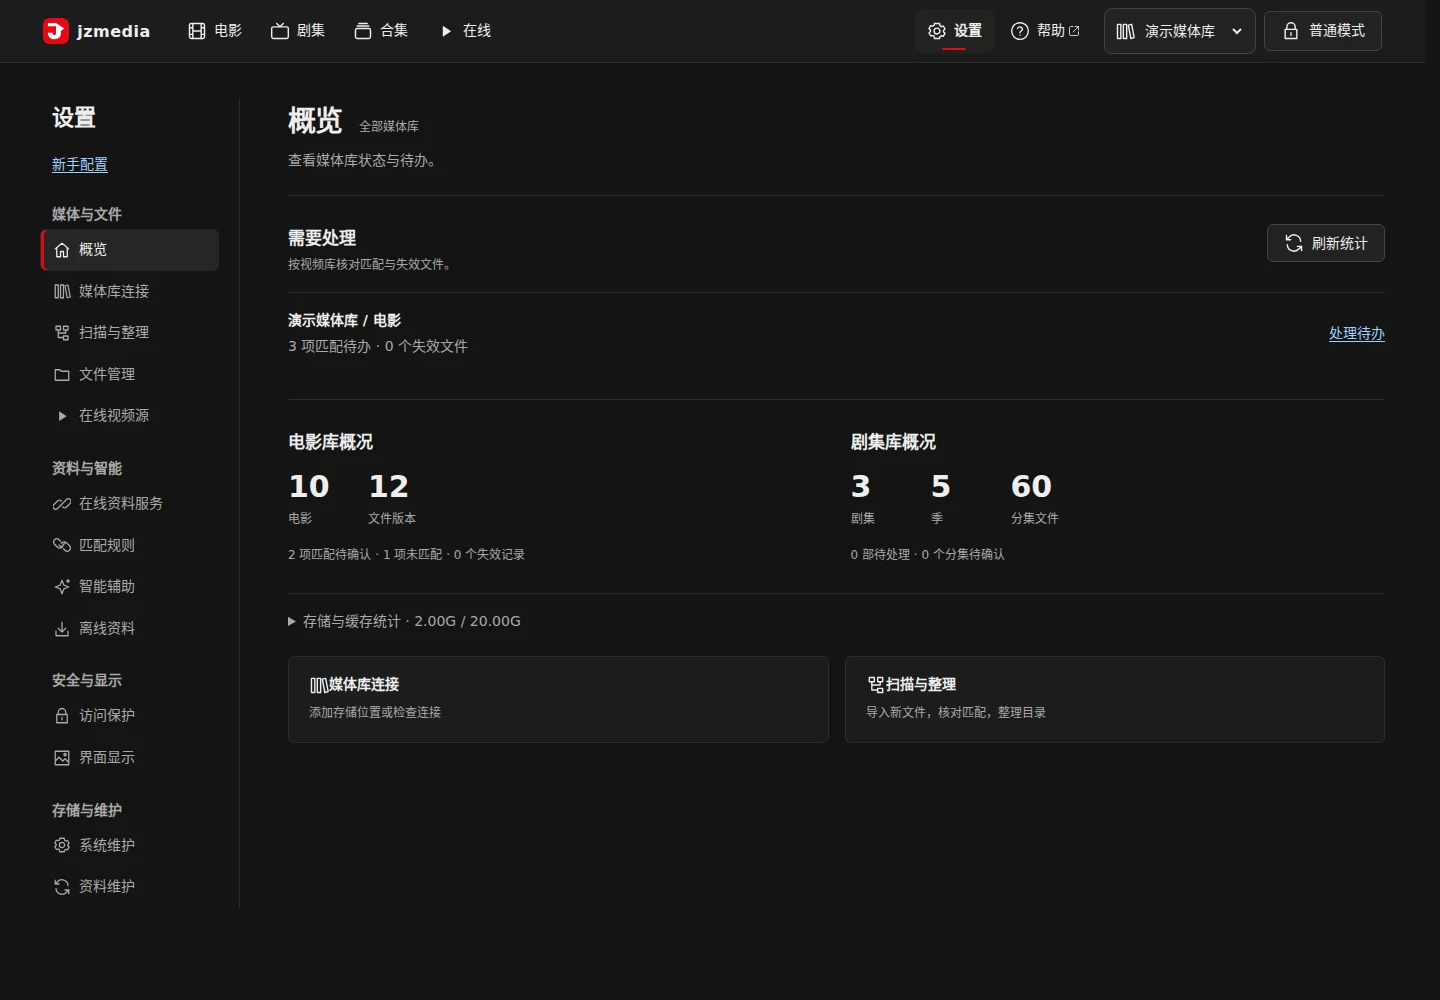 jzmedia 电影 剧集 合集 在线 设置 帮助 演示媒体库 普通模式
设置
新手配置
媒体与文件
概览
媒体库连接
扫描与整理
文件管理
在线视频源
资料与智能
在线资料服务
匹配规则
智能辅助
离线资料
安全与显示
访问保护
界面显示
存储与维护
系统维护
资料维护
概览 全部媒体库
查看媒体库状态与待办。
需要处理
按视频库核对匹配与失效文件。
刷新统计
演示媒体库 / 电影
3 项匹配待办 · 0 个失效文件
处理待办
电影库概况
10 12
电影 文件版本
2 项匹配待确认 · 1 项未匹配 · 0 个失效记录
剧集库概况
3 5 60
剧集 季 分集文件
0 部待处理 · 0 个分集待确认
存储与缓存统计 · 2.00G / 20.00G
媒体库连接
添加存储位置或检查连接
扫描与整理
导入新文件，核对匹配，整理目录